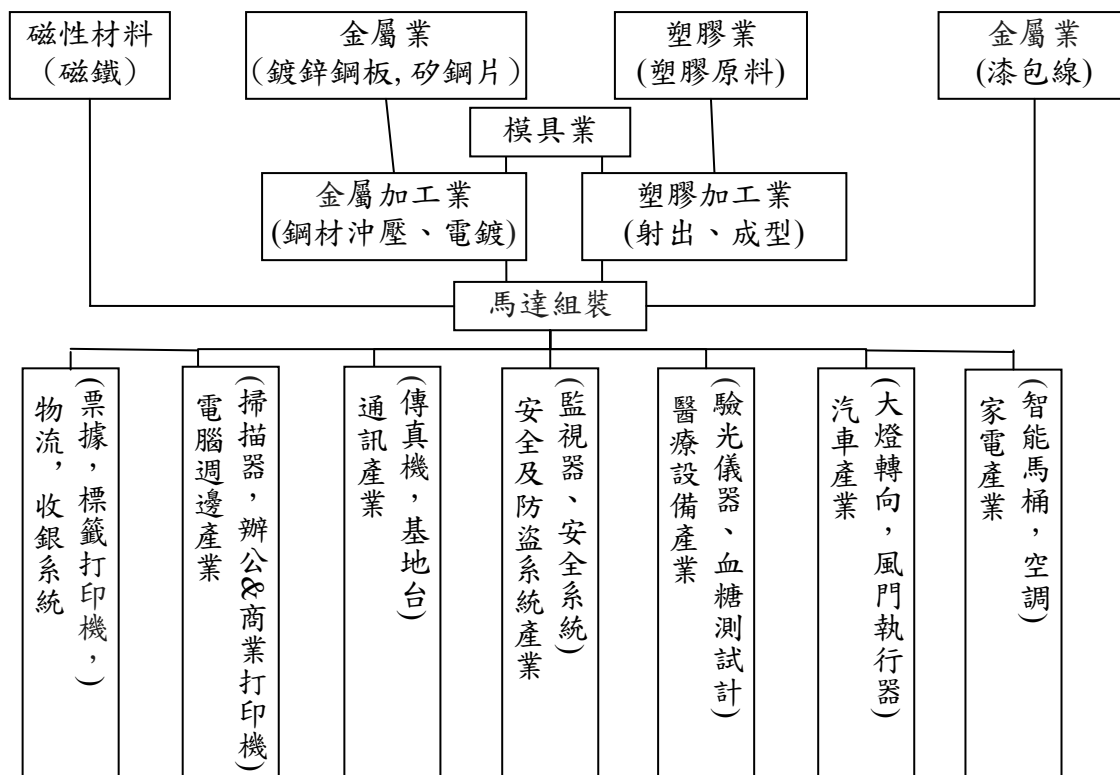 磁性材料
（磁鐵）
金屬業
(鍍鋅鋼板, 矽鋼片)
塑膠業
(塑膠原料)
金屬業
(漆包線)
模具業
金屬加工業
(鋼材沖壓、電鍍)
塑膠加工業
(射出、成型)
馬達組裝
物流，收銀系統
(票據，標籤打印機，)
電腦週邊產業
(掃描器，辦公&商業打印機)
通訊產業
(傳真機，基地台)
安全及防盜系統產業
(監視器、安全系統)
醫療設備產業
(驗光儀器、血糖測試計)
汽車產業
(大燈轉向，風門執行器)
家電產業
(智能馬桶，空調)